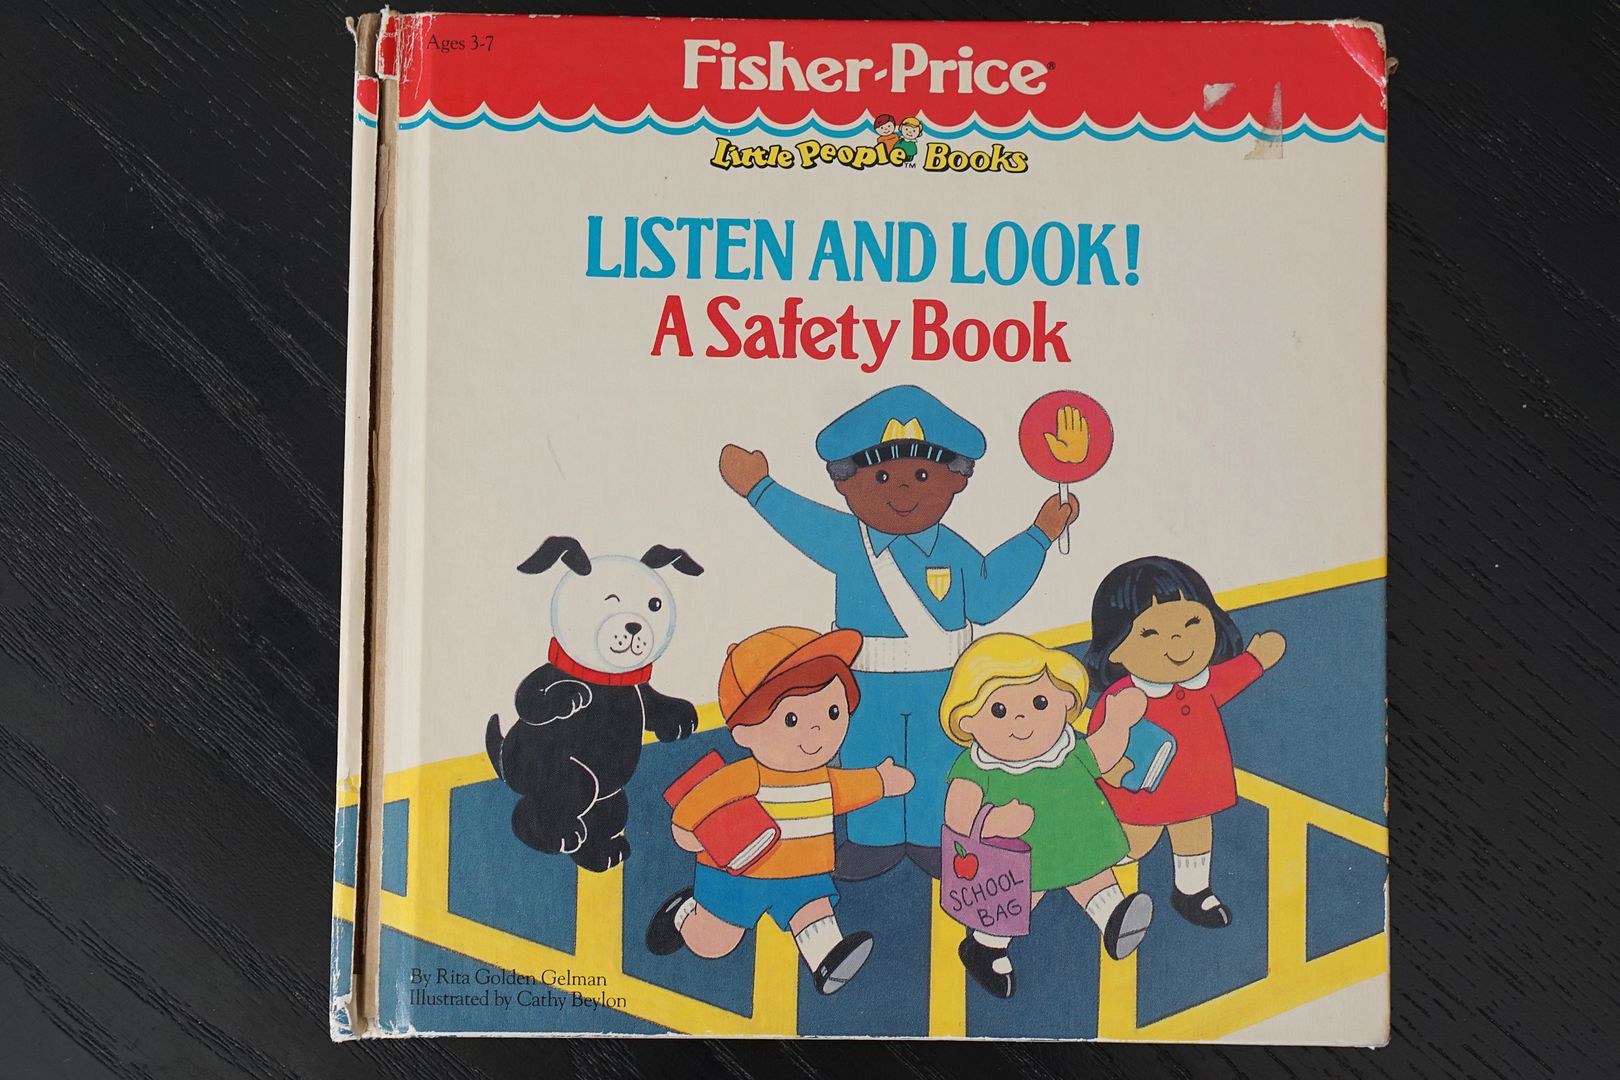 Ages 3-7
Fisher-Price®
Little People™ Books
LISTEN AND LOOK!
A Safety Book
SCHOOL
BAG
By Rita Golden Gelman
Illustrated by Cathy Beylon